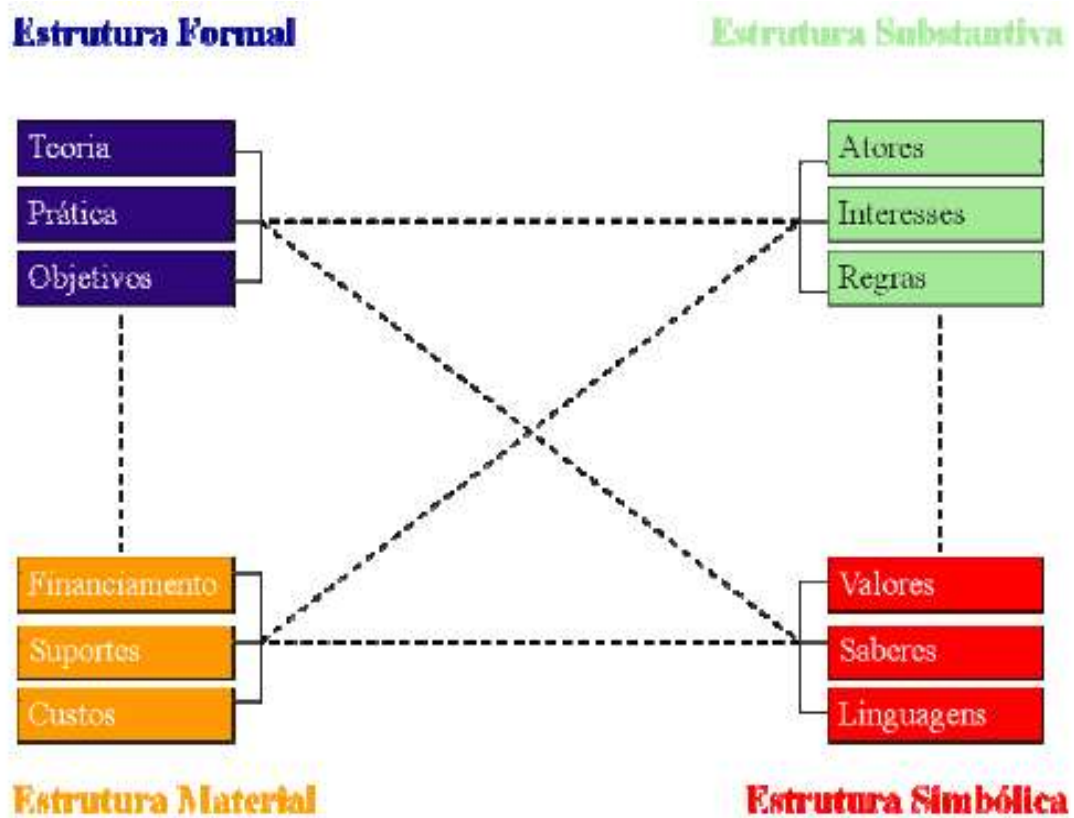 Estrutura Formal
Estrutura Substantiva
Teoria
Prática
Objetivos
Atores
Interesses
Regras
Financiamento
Suportes
Custos
Valores
Saberes
Linguagens
Estrutura Material
Estrutura Simbólica